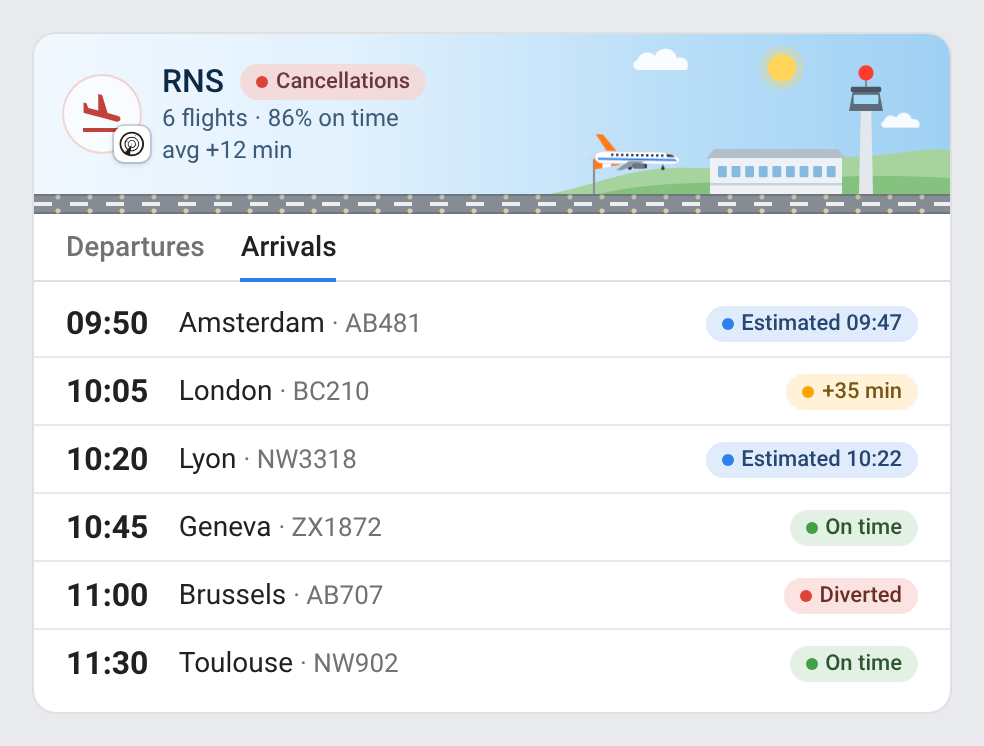 RNS Cancellations
6 flights · 86% on time
avg +12 min
Departures Arrivals
09:50 Amsterdam · AB481 Estimated 09:47
10:05 London · BC210 +35 min
10:20 Lyon · NW3318 Estimated 10:22
10:45 Geneva · ZX1872 On time
11:00 Brussels · AB707 Diverted
11:30 Toulouse · NW902 On time